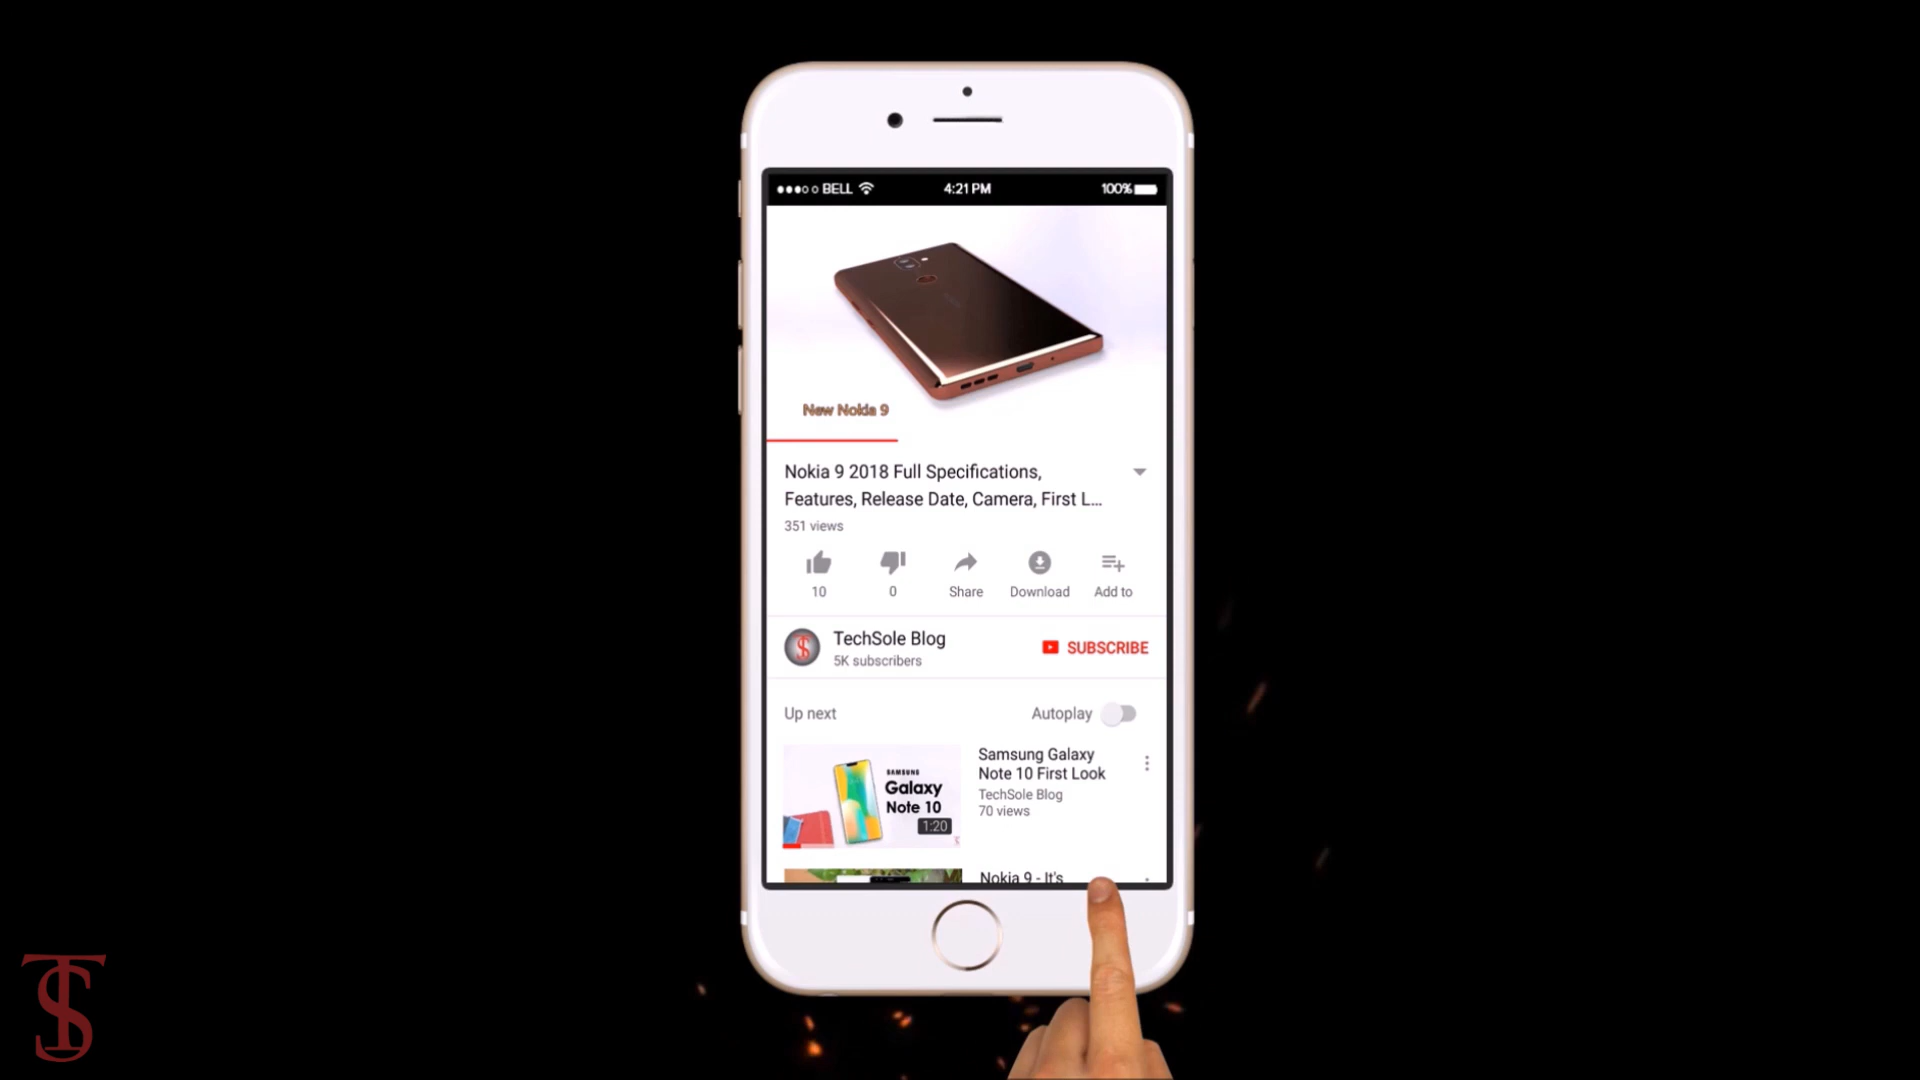 BELL
4:21 PM
100%
New Nokia 9
Nokia 9 2018 Full Specifications,
Features, Release Date, Camera, First L...
351 views
10
0
Share
Download
Add to
TechSole Blog
5K subscribers
SUBSCRIBE
Up next
Autoplay
SAMSUNG
Galaxy
Note 10
1:20
Samsung Galaxy
Note 10 First Look
TechSole Blog
70 views
Nokia 9 - It's
TS